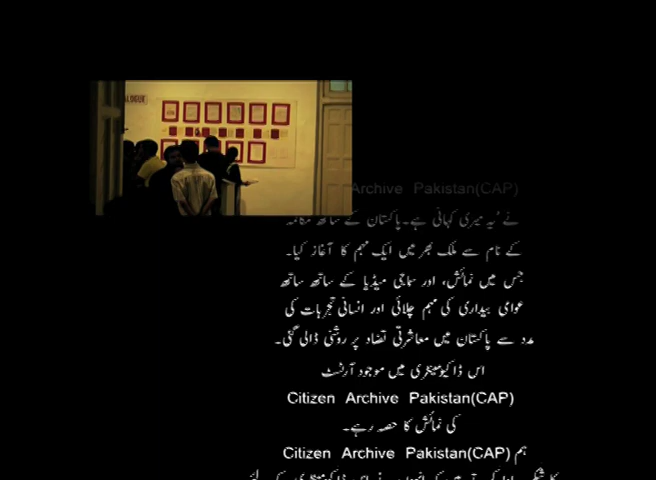 ALOGUE
Archive Pakistan(CAP)
نے "یہ میری کہانی ہے۔پاکستان کے ساتھ مکالمہ
کے نام سے ملک بھر میں ایک مہم کا آغاز کیا۔
جس میں نمائش، اور سماجی میڈیا کے ساتھ ساتھ
عوامی بیداری کی مہم چلائی اور انسانی تجربات کی
مدد سے پاکستان میں معاشرتی تضاد پر روشنی ڈالی گئی۔
اس ڈاکیومینٹری میں موجود آرٹسٹ
Citizen Archive Pakistan(CAP)
کی نمائش کا حصہ رہے۔
ہم Citizen Archive Pakistan(CAP)